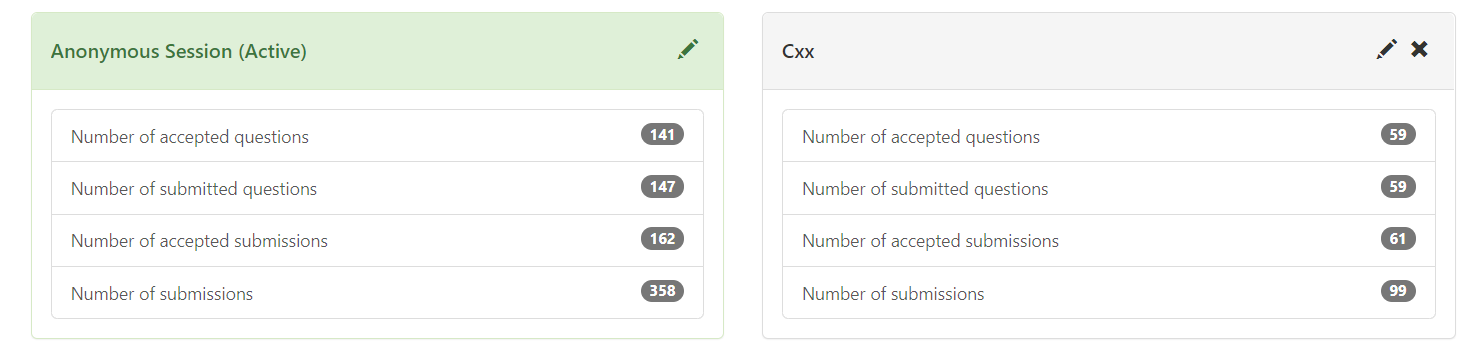 Anonymous Session (Active)
Number of accepted questions 141
Number of submitted questions 147
Number of accepted submissions 162
Number of submissions 358
Cxx
Number of accepted questions 59
Number of submitted questions 59
Number of accepted submissions 61
Number of submissions 99